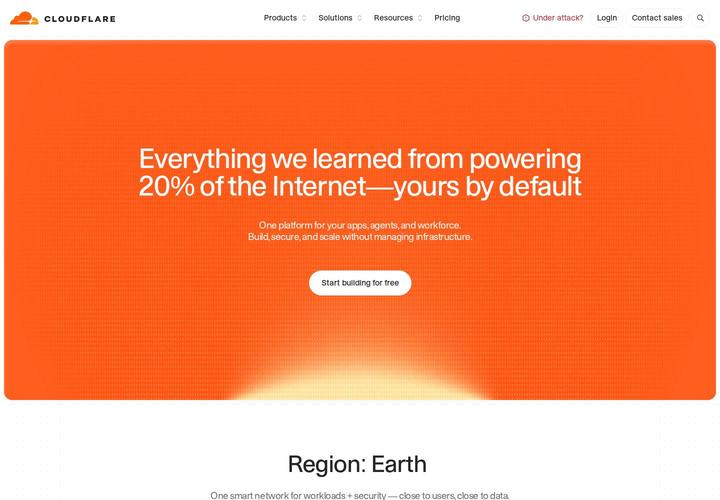 CLOUDFLARE
Products
Solutions
Resources
Pricing
Under attack?
Login
Contact sales
Everything we learned from powering
20% of the Internet—yours by default
One platform for your apps, agents, and workforce.
Build, secure, and scale without managing infrastructure.
Start building for free
Region: Earth
One smart network for workloads + security — close to users, close to data.